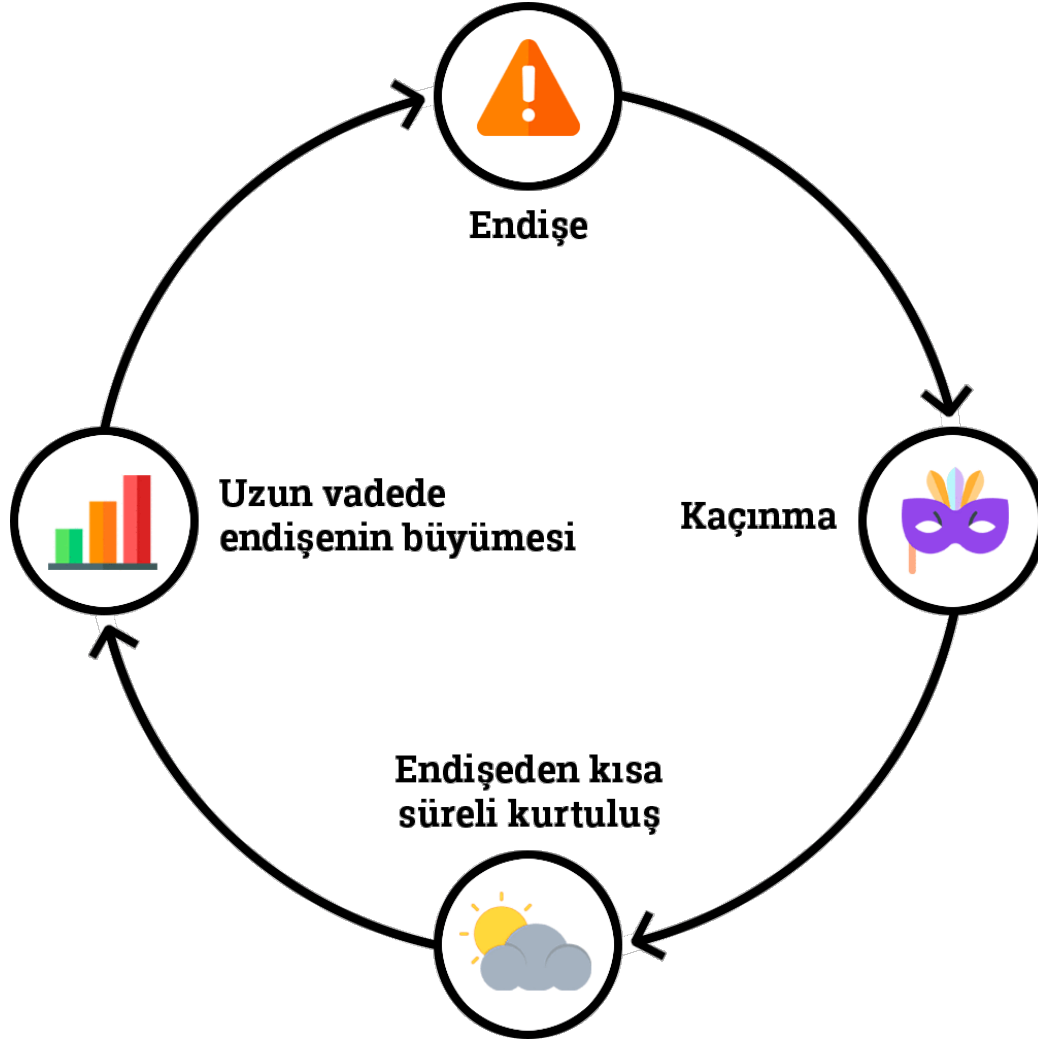 Endişe
Kaçınma
Endişeden kısa
süreli kurtuluş
Uzun vadede
endişenin büyümesi